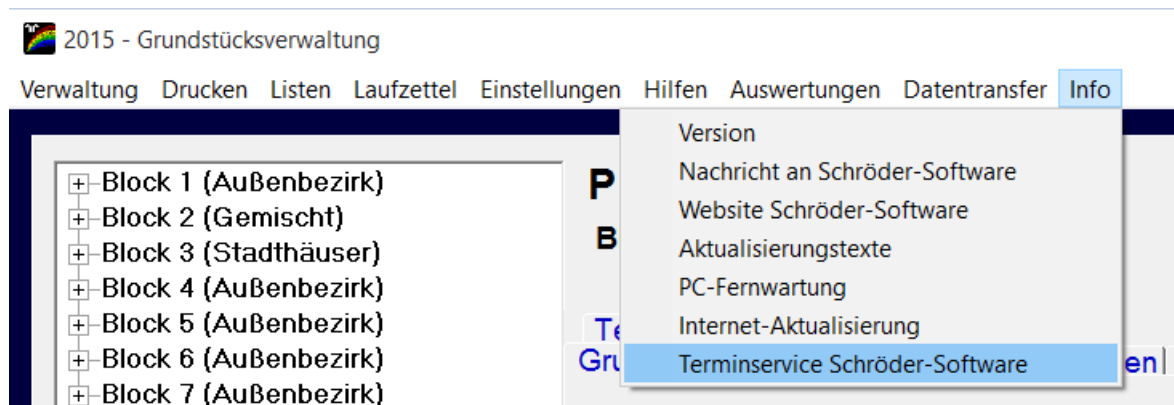 2015 - Grundstücksverwaltung
Verwaltung Drucken Listen Laufzettel Einstellungen Hilfen Auswertungen Datentransfer Info
Version
Nachricht an Schröder-Software
Website Schröder-Software
Aktualisierungstexte
PC-Fernwartung
Internet-Aktualisierung
Terminservice Schröder-Software
Block 1 (Außenbezirk)
Block 2 (Gemischt)
Block 3 (Stadthäuser)
Block 4 (Außenbezirk)
Block 5 (Außenbezirk)
Block 6 (Außenbezirk)
Block 7 (Außenbezirk)
P
B